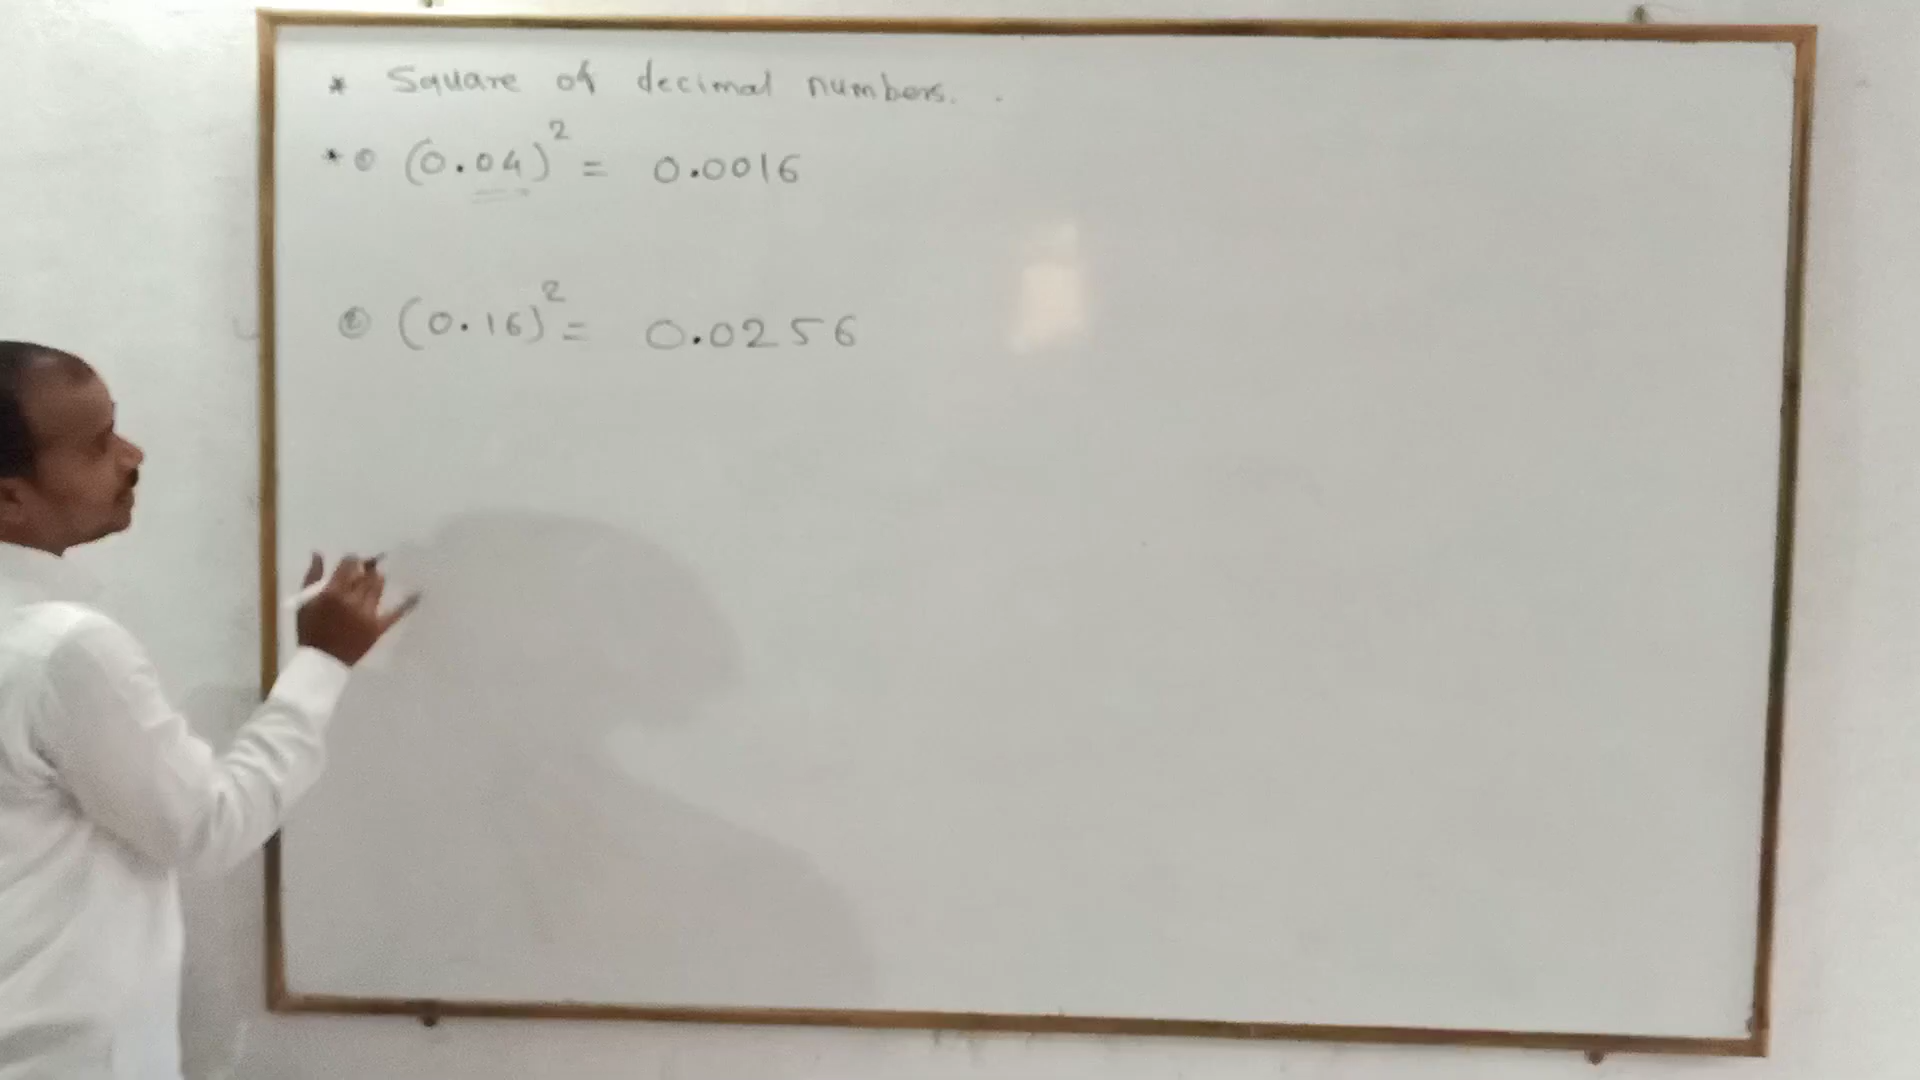 * Square of decimal numbers.
* ① (0.04)² = 0.0016
② (0.16)² = 0.0256